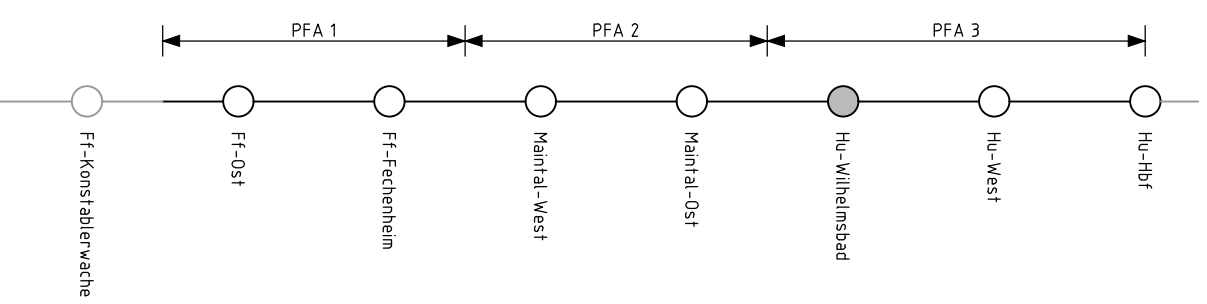 PFA 1
PFA 2
PFA 3
Ff-Konstablerwache
Ff-Ost
Ff-Fechenheim
Maintal-West
Maintal-Ost
Hu-Wilhelmsbad
Hu-West
Hu-Hbf